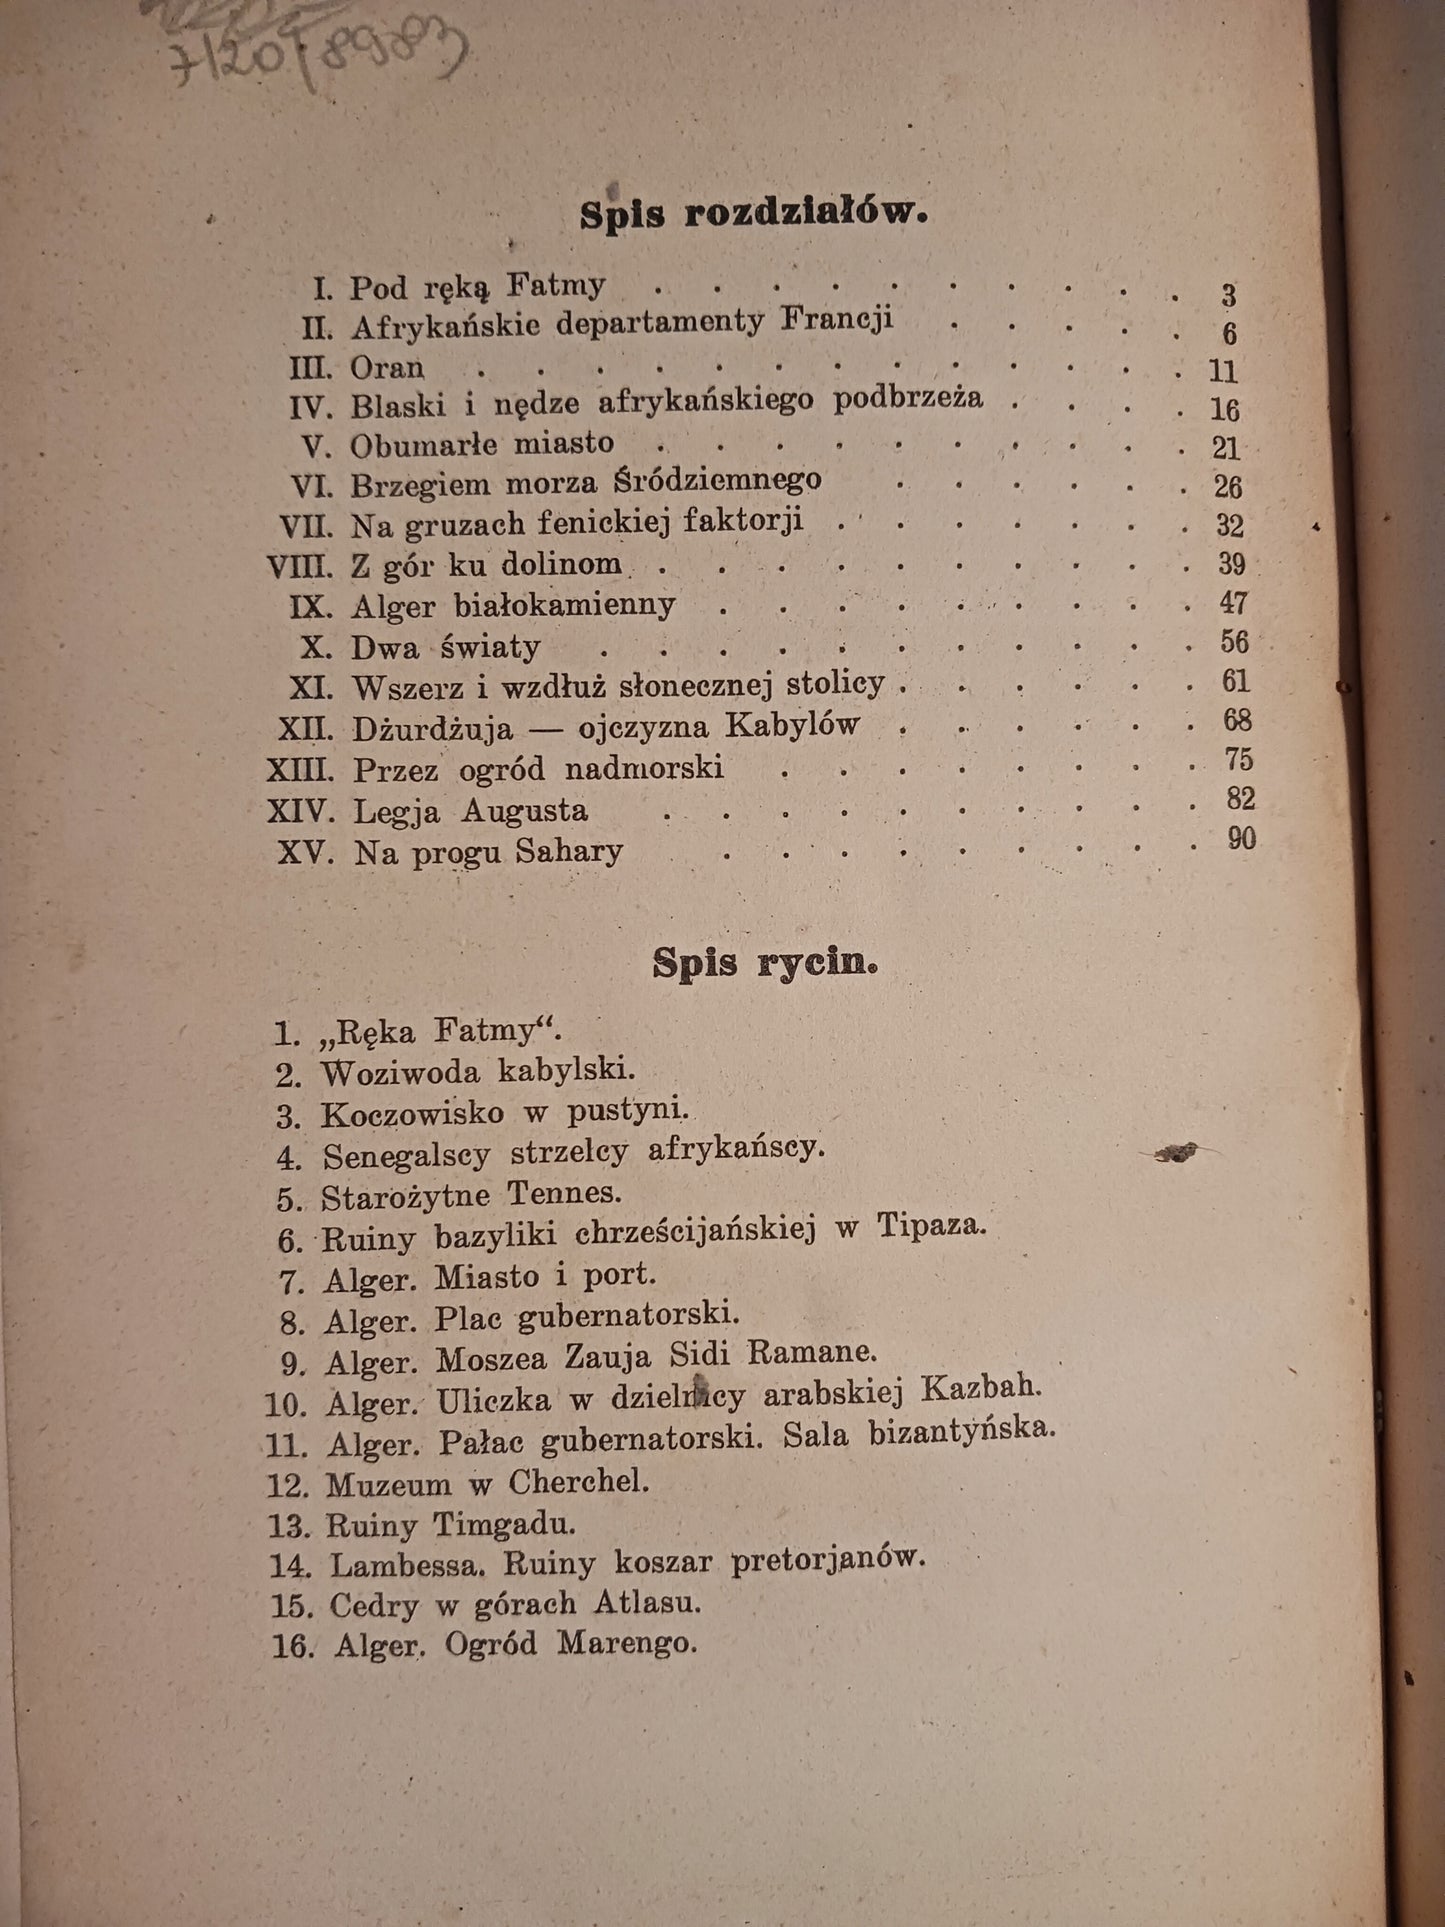 7120/8983
Spis rozdziałów.
I. Pod ręką Fatmy . . . . . . . . . . 3
II. Afrykańskie departamenty Francji . . . . . 6
III. Oran . . . . . . . . . . . . . 11
IV. Blaski i nędze afrykańskiego podbrzeża . . . . 16
V. Obumarłe miasto . . . . . . . . . . 21
VI. Brzegiem morza Śródziemnego . . . . . . 26
VII. Na gruzach fenickiej faktorji . . . . . . . 32
VIII. Z gór ku dolinom . . . . . . . . . . 39
IX. Alger białokamienny . . . . . . . . . 47
X. Dwa światy . . . . . . . . . . . 56
XI. Wszerz i wzdłuż słonecznej stolicy . . . . . . 61
XII. Dżurdżuja — ojczyzna Kabylów . . . . . . 68
XIII. Przez ogród nadmorski . . . . . . . . 75
XIV. Legja Augusta . . . . . . . . . . 82
XV. Na progu Sahary . . . . . . . . . 90
Spis rycin.
1. „Ręka Fatmy“.
2. Woziwoda kabylski.
3. Koczowisko w pustyni.
4. Senegalscy strzelcy afrykańscy.
5. Starożytne Tennes.
6. Ruiny bazyliki chrześcijańskiej w Tipaza.
7. Alger. Miasto i port.
8. Alger. Plac gubernatorski.
9. Alger. Moszea Zauja Sidi Ramane.
10. Alger. Uliczka w dzielnicy arabskiej Kazbah.
11. Alger. Pałac gubernatorski. Sala bizantyńska.
12. Muzeum w Cherchel.
13. Ruiny Timgadu.
14. Lambessa. Ruiny koszar pretorjanów.
15. Cedry w górach Atlasu.
16. Alger. Ogród Marengo.